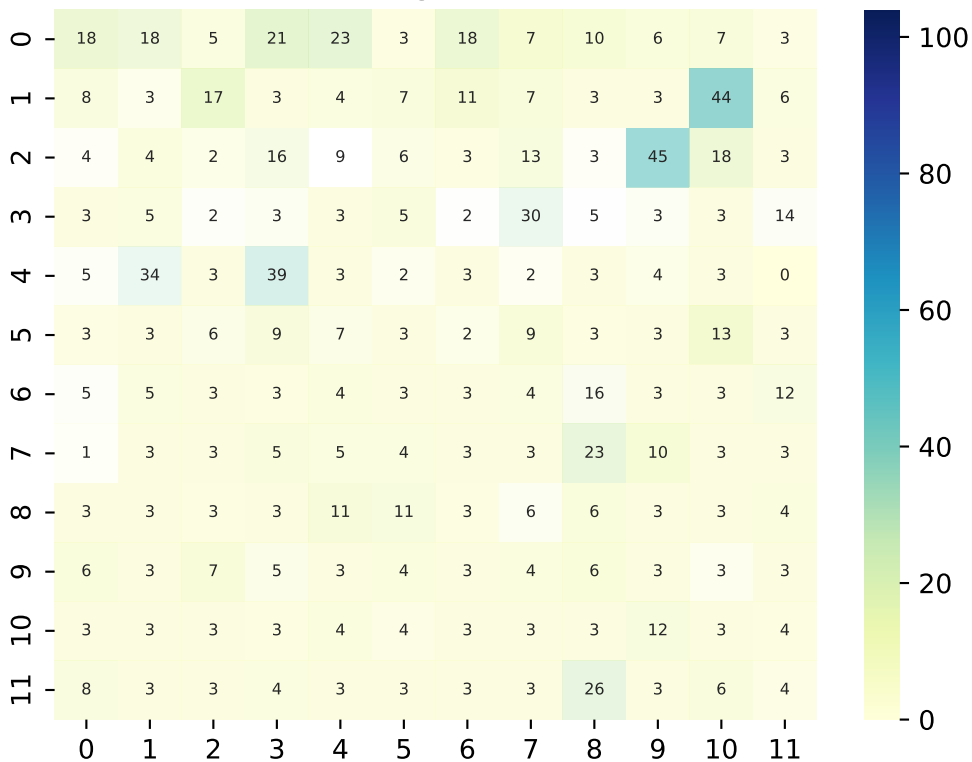 0 18 18 5 21 23 3 18 7 10 6 7 3
1 8 3 17 3 4 7 11 7 3 3 44 6
2 4 4 2 16 9 6 3 13 3 45 18 3
3 3 5 2 3 3 5 2 30 5 3 3 14
4 5 34 3 39 3 2 3 2 3 4 3 0
5 3 3 6 9 7 3 2 9 3 3 13 3
6 5 5 3 3 4 3 3 4 16 3 3 12
7 1 3 3 5 5 4 3 3 23 10 3 3
8 3 3 3 3 11 11 3 6 6 3 3 4
9 6 3 7 5 3 4 3 4 6 3 3 3
10 3 3 3 3 4 4 3 3 3 12 3 4
11 8 3 3 4 3 3 3 3 26 3 6 4
0 1 2 3 4 5 6 7 8 9 10 11
100
80
60
40
20
0